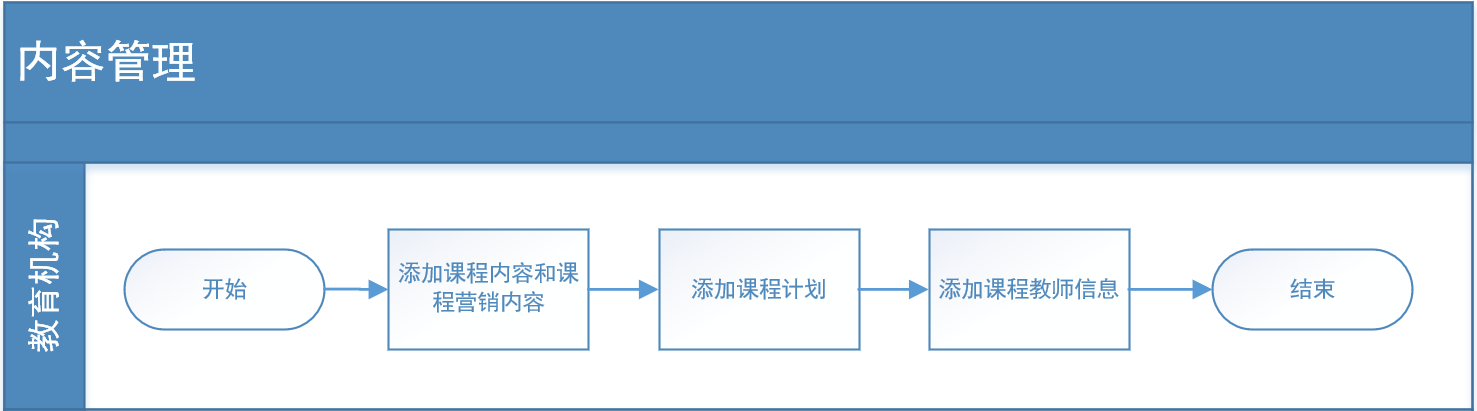 内容管理
教育机构
开始
添加课程内容和课
程营销内容
添加课程计划
添加课程教师信息
结束